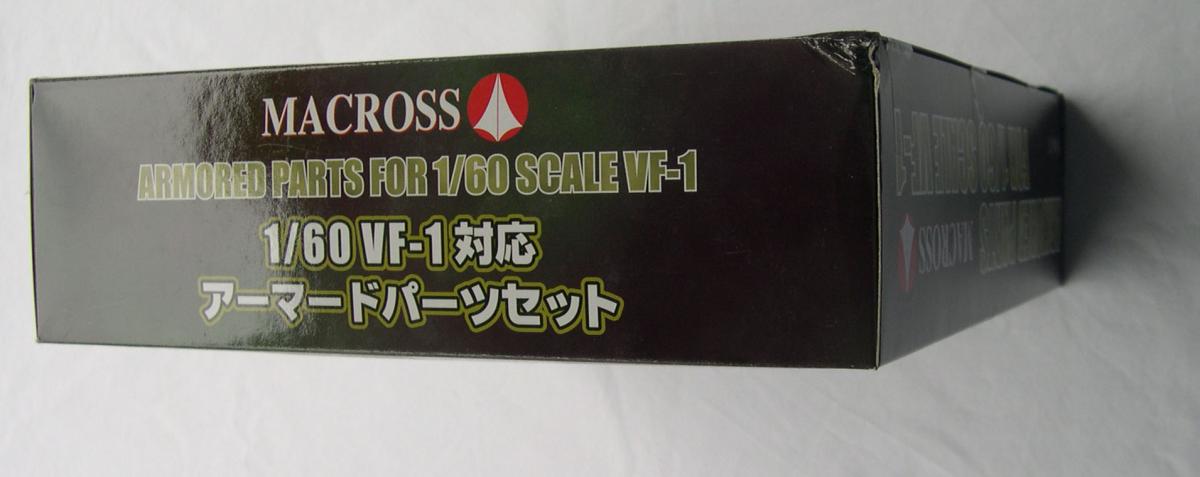 MACROSS
ARMORED PARTS FOR 1/60 SCALE VF-1
1/60 VF-1 対応
アーマードパーツセット
MACROSS